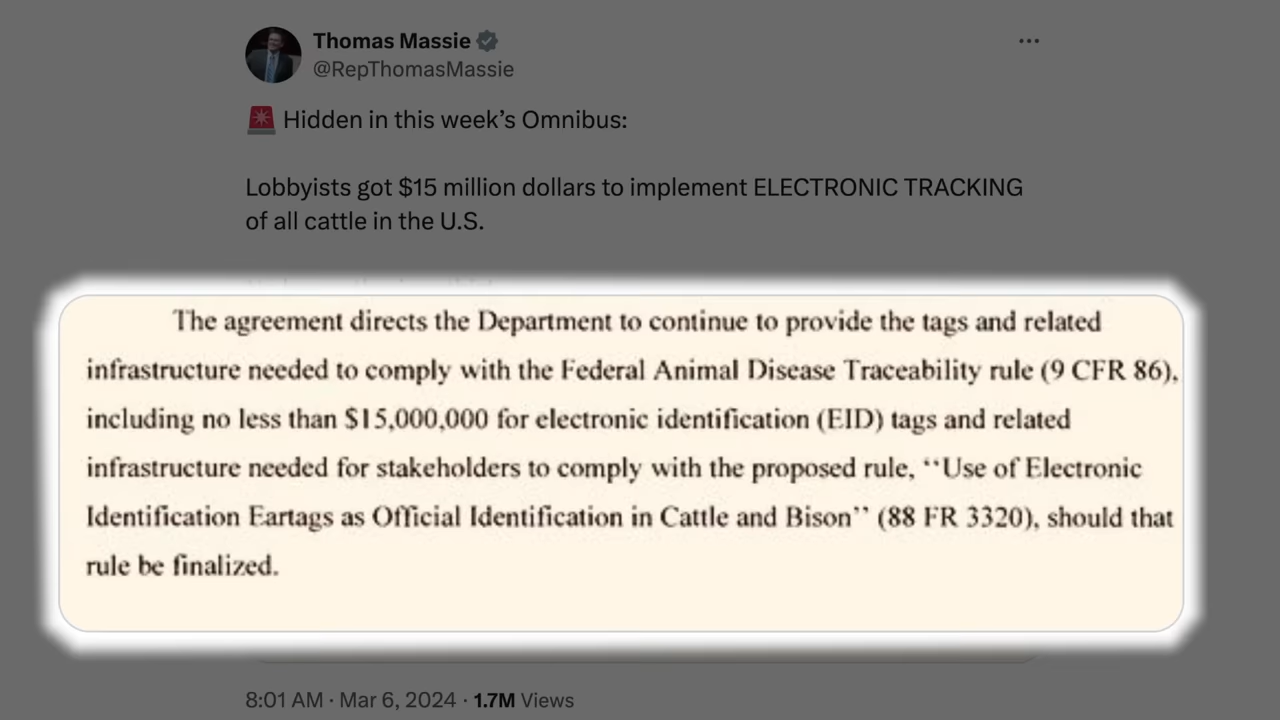 Thomas Massie
@RepThomasMassie
🚨 Hidden in this week’s Omnibus:
Lobbyists got $15 million dollars to implement ELECTRONIC TRACKING
of all cattle in the U.S.
The agreement directs the Department to continue to provide the tags and related
infrastructure needed to comply with the Federal Animal Disease Traceability rule (9 CFR 86),
including no less than $15,000,000 for electronic identification (EID) tags and related
infrastructure needed for stakeholders to comply with the proposed rule, ‘‘Use of Electronic
Identification Eartags as Official Identification in Cattle and Bison’’ (88 FR 3320), should that
rule be finalized.
8:01 AM · Mar 6, 2024 · 1.7M Views